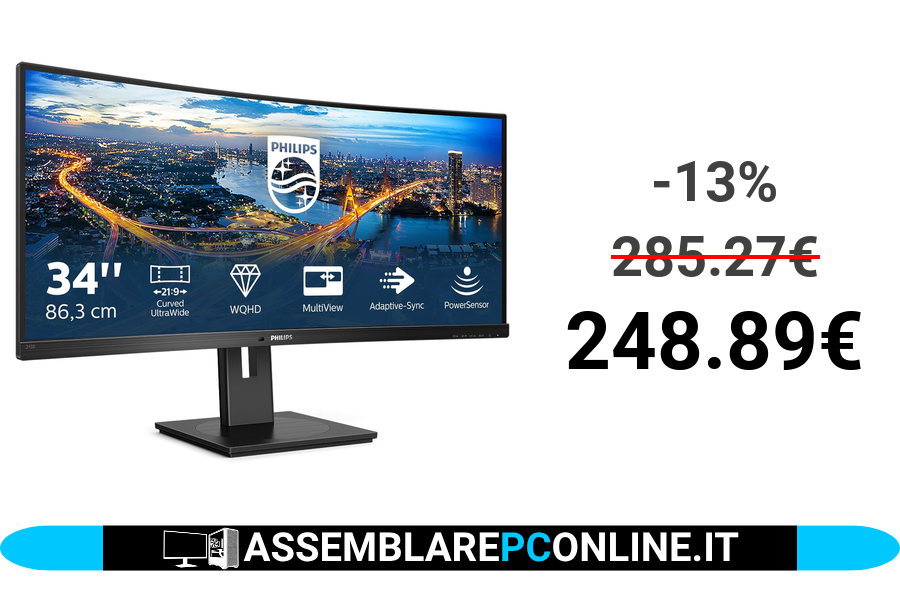 PHILIPS
34''
86,3 cm
21:9
Curved
UltraWide
WQHD
MultiView
Adaptive-Sync
PowerSensor
PHILIPS
-13%
285.27€
248.89€
ASSEMBLAREPCONLINE.IT